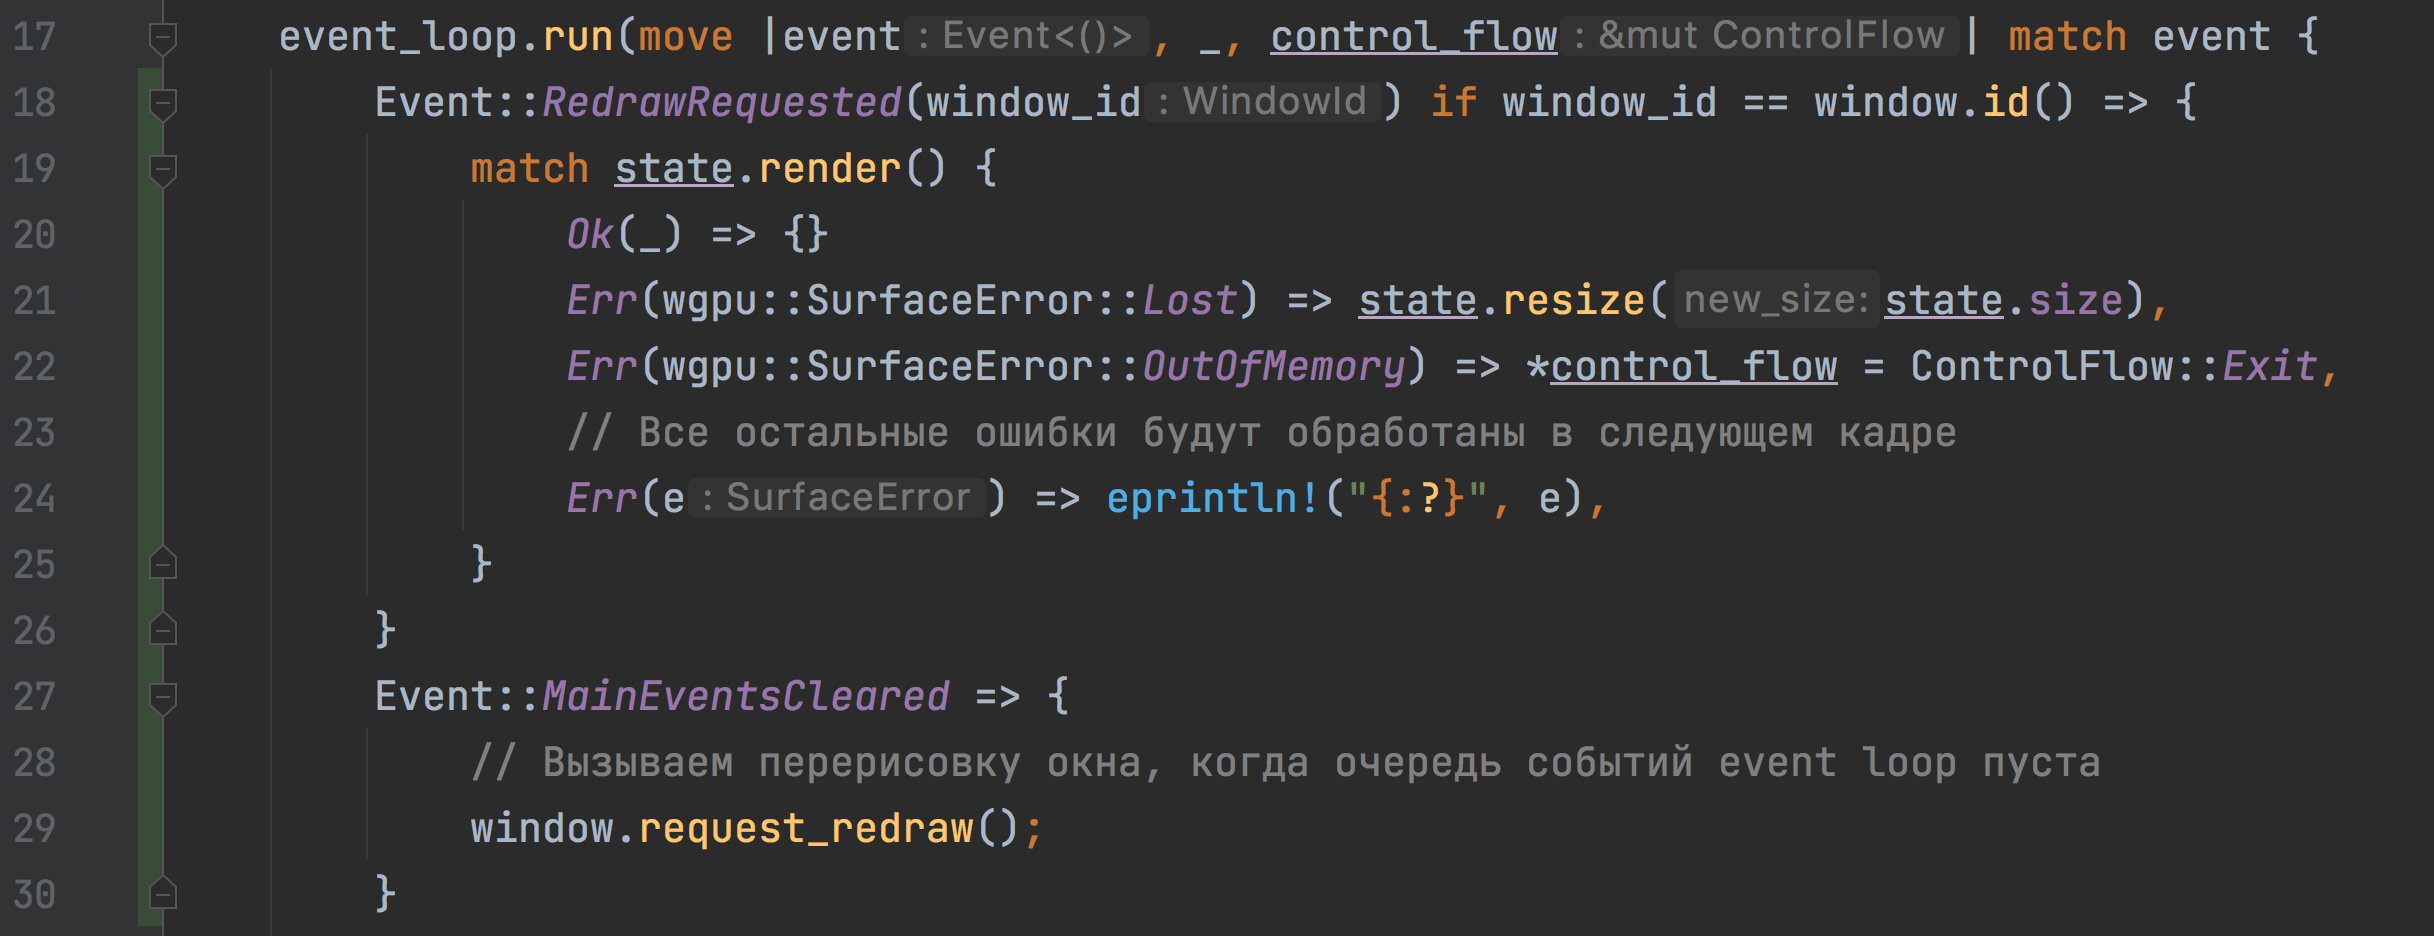 17 event_loop.run(move |event : Event<()>, _, control_flow : &mut ControlFlow| match event {
18 Event::RedrawRequested(window_id : WindowId) if window_id == window.id() => {
19 match state.render() {
20 Ok(_) => {}
21 Err(wgpu::SurfaceError::Lost) => state.resize( new_size: state.size),
22 Err(wgpu::SurfaceError::OutOfMemory) => *control_flow = ControlFlow::Exit,
23 // Все остальные ошибки будут обработаны в следующем кадре
24 Err(e : SurfaceError) => eprintln!("{:?}", e),
25 }
26 }
27 Event::MainEventsCleared => {
28 // Вызываем перерисовку окна, когда очередь событий event loop пуста
29 window.request_redraw();
30 }